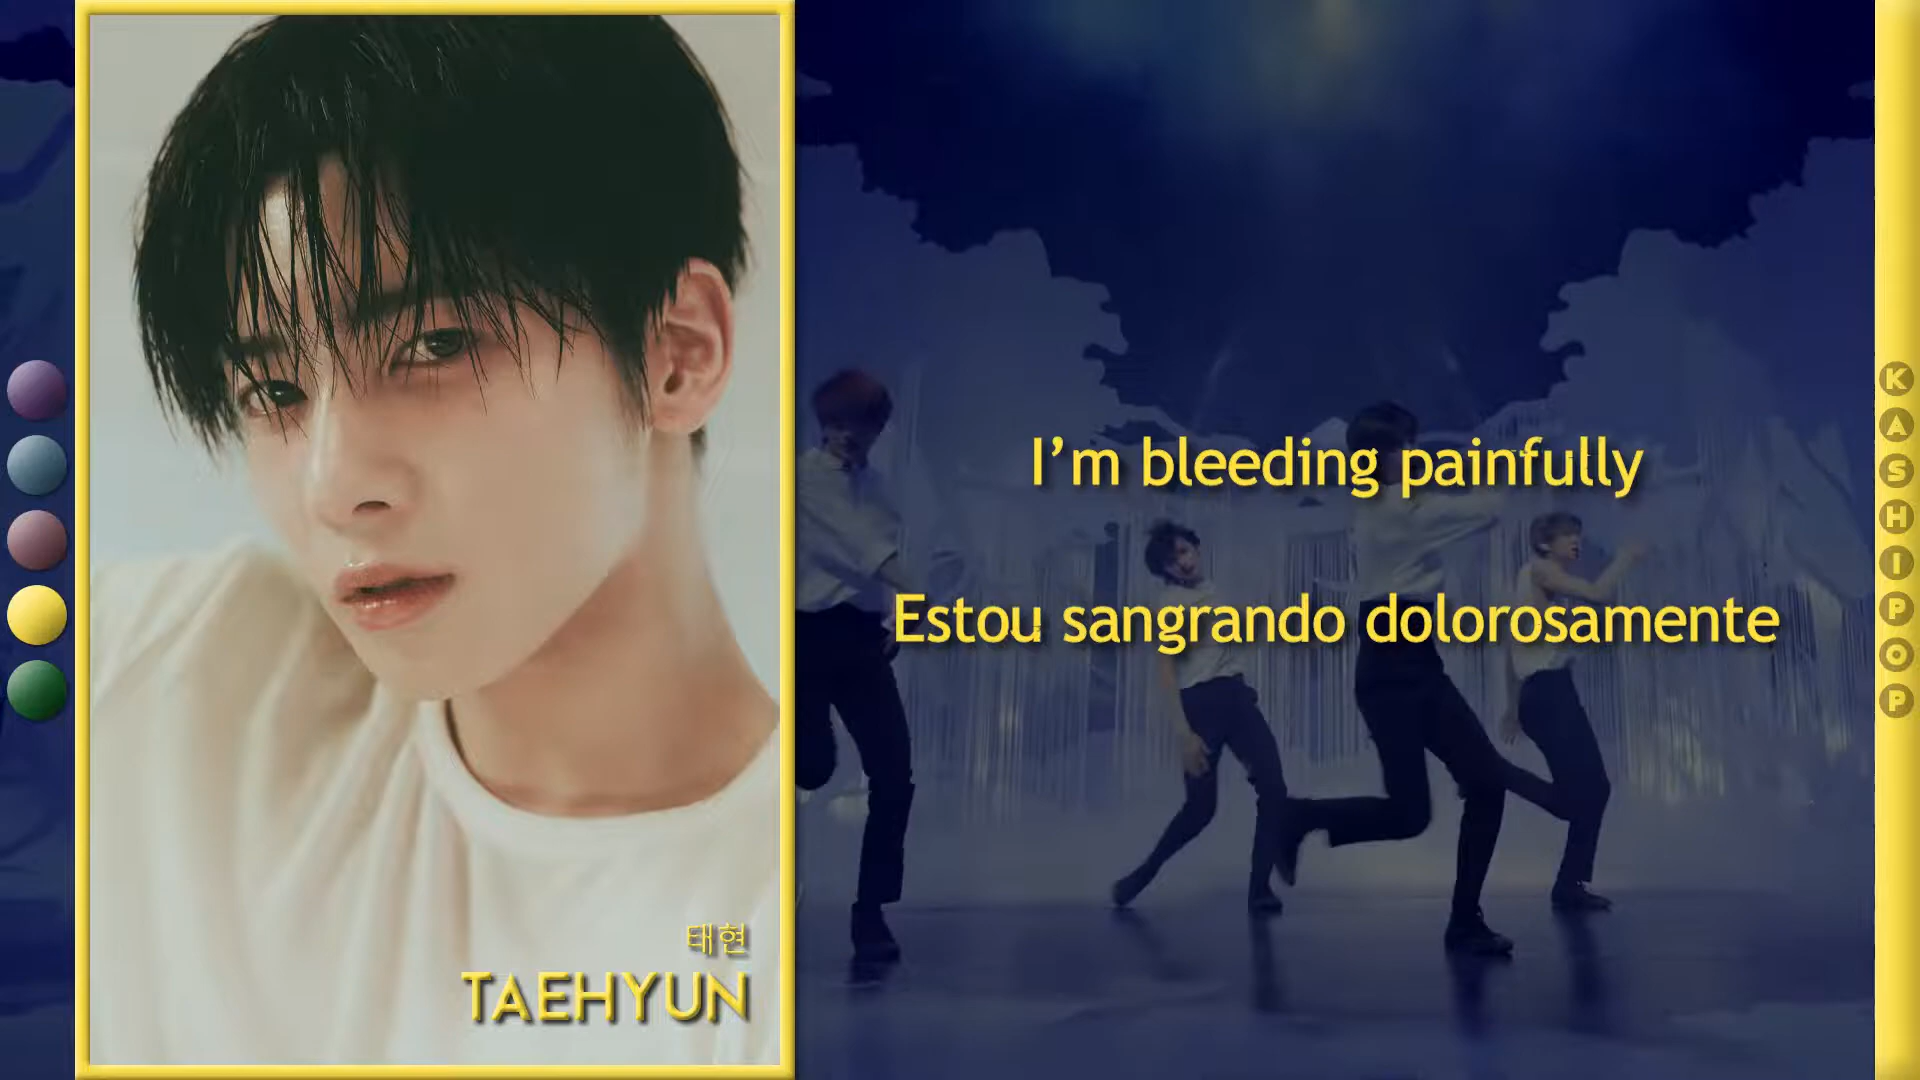 태현
TAEHYUN
I'm bleeding painfully
Estou sangrando dolorosamente
KASHIPOP